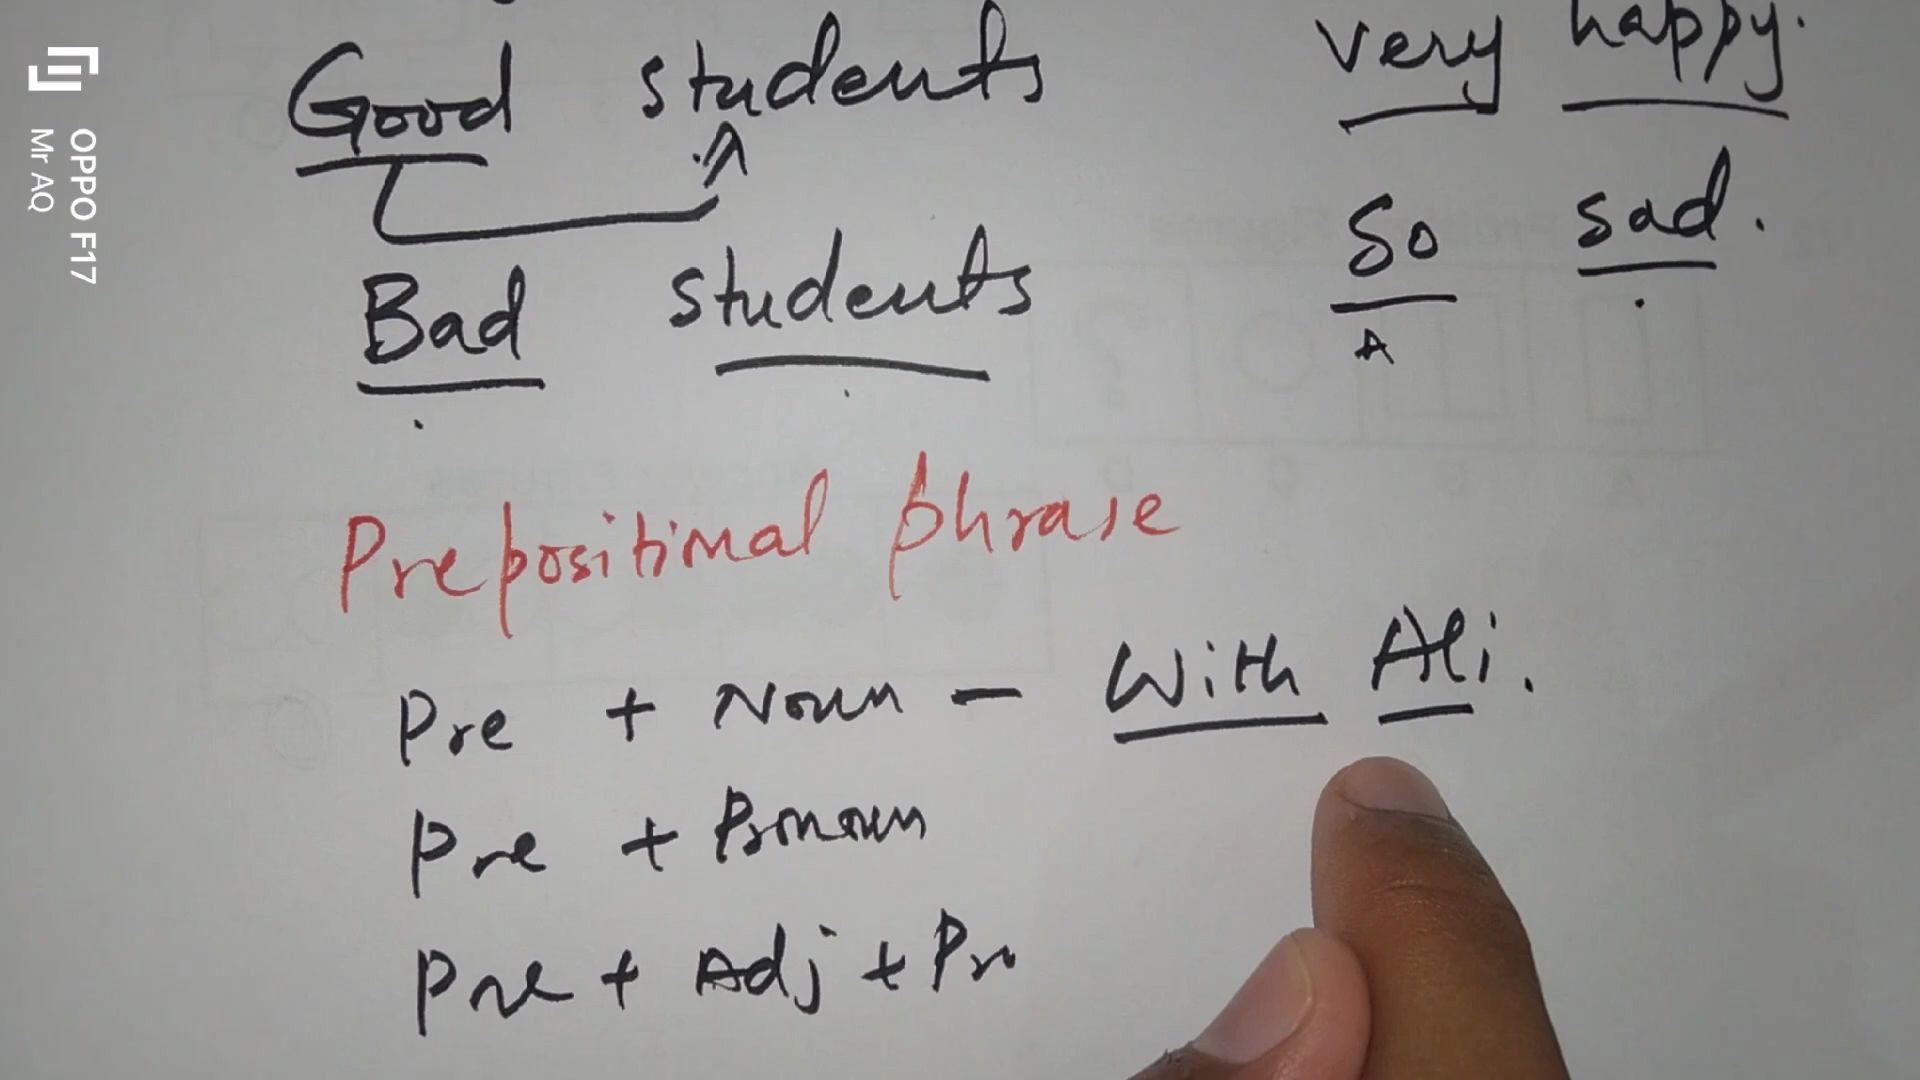 Good students
Bad students
very happy.
So sad.
A
Prepositional phrase
Pre + Noun - With Ali.
Pre + Pronoun
Pre + Adj + Pro
OPPO F17
Mr AQ